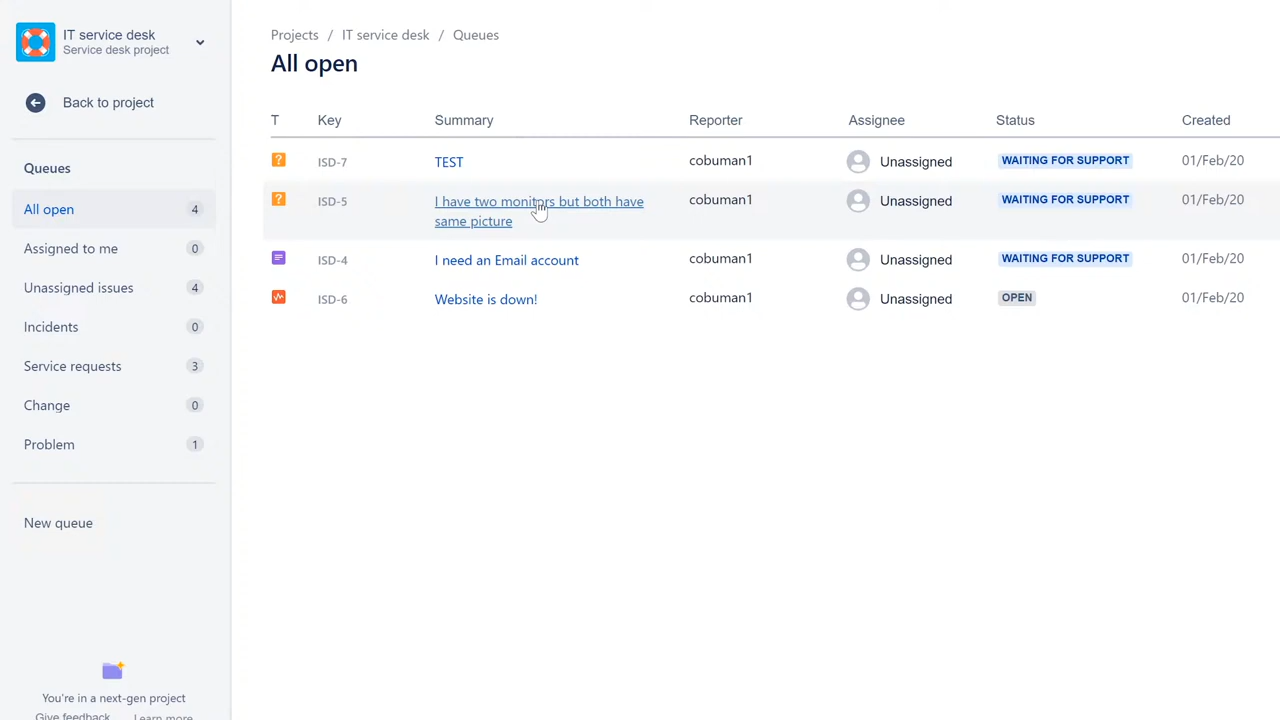 IT service desk
Service desk project
Back to project
Queues
All open 4
Assigned to me 0
Unassigned issues 4
Incidents 0
Service requests 3
Change 0
Problem 1
New queue
You're in a next-gen project
Give feedback Learn more
Projects / IT service desk / Queues
All open
T Key Summary Reporter Assignee Status Created
? ISD-7 TEST cobuman1 Unassigned WAITING FOR SUPPORT 01/Feb/20
? ISD-5 I have two monitors but both have cobuman1 Unassigned WAITING FOR SUPPORT 01/Feb/20
same picture
ISD-4 I need an Email account cobuman1 Unassigned WAITING FOR SUPPORT 01/Feb/20
ISD-6 Website is down! cobuman1 Unassigned OPEN 01/Feb/20